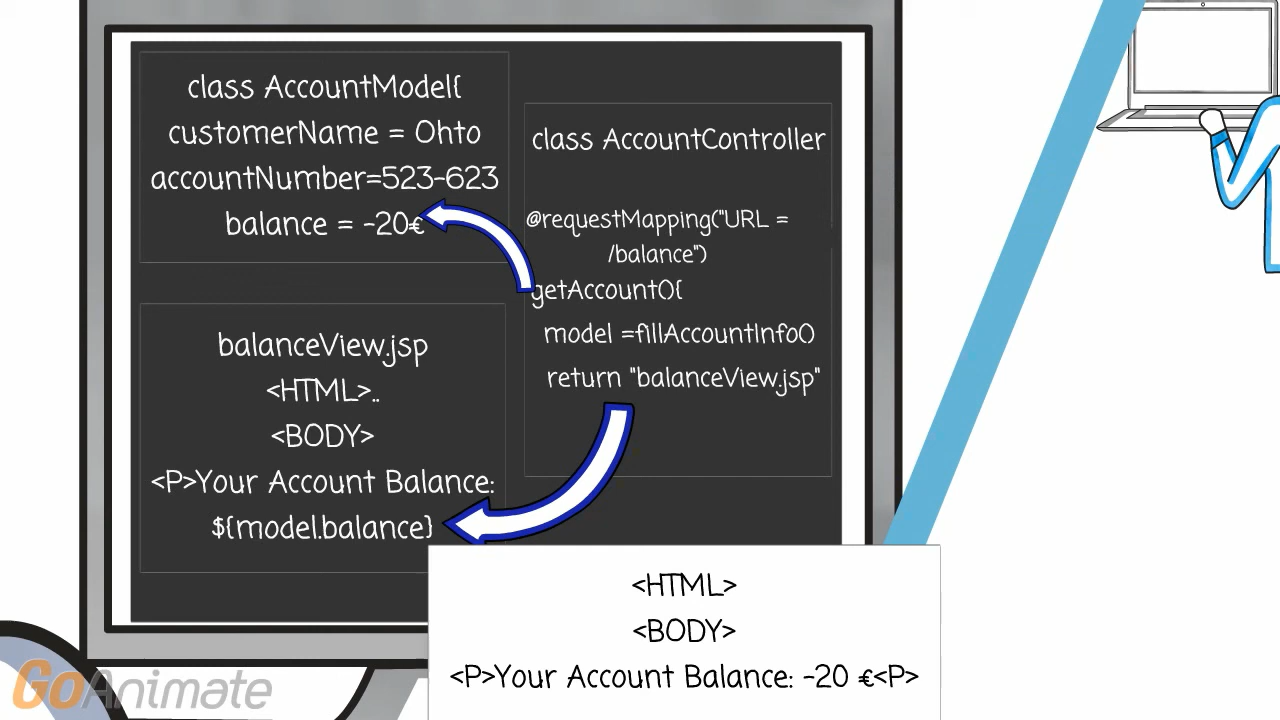 class AccountModel{
customerName = Ohto
accountNumber=523-623
balance = -20€
class AccountController
@requestMapping("URL =
/balance")
getAccount(){
model =fillAccountInfo()
return "balanceView.jsp"
balanceView.jsp
<HTML>..
<BODY>
<P>Your Account Balance:
${model.balance}
<HTML>
<BODY>
<P>Your Account Balance: -20 €<P>
GoAnimate